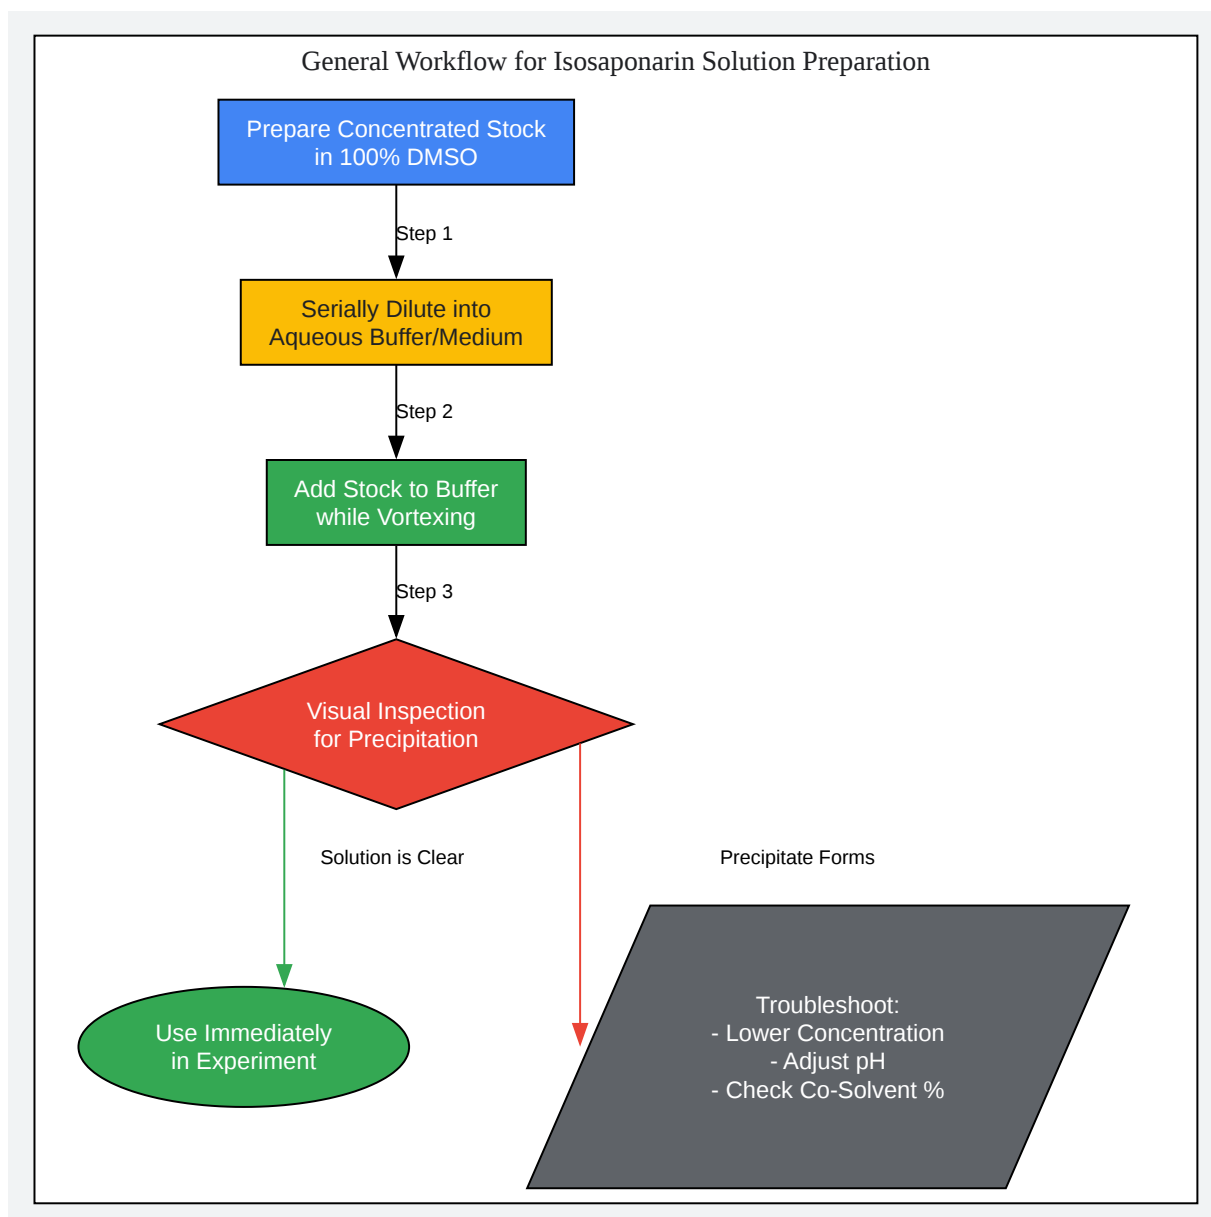 General Workflow for Isosaponarin Solution Preparation
Prepare Concentrated Stock
in 100% DMSO
Step 1
Serially Dilute into
Aqueous Buffer/Medium
Step 2
Add Stock to Buffer
while Vortexing
Step 3
Visual Inspection
for Precipitation
Solution is Clear
Precipitate Forms
Use Immediately
in Experiment
Troubleshoot:
- Lower Concentration
- Adjust pH
- Check Co-Solvent %